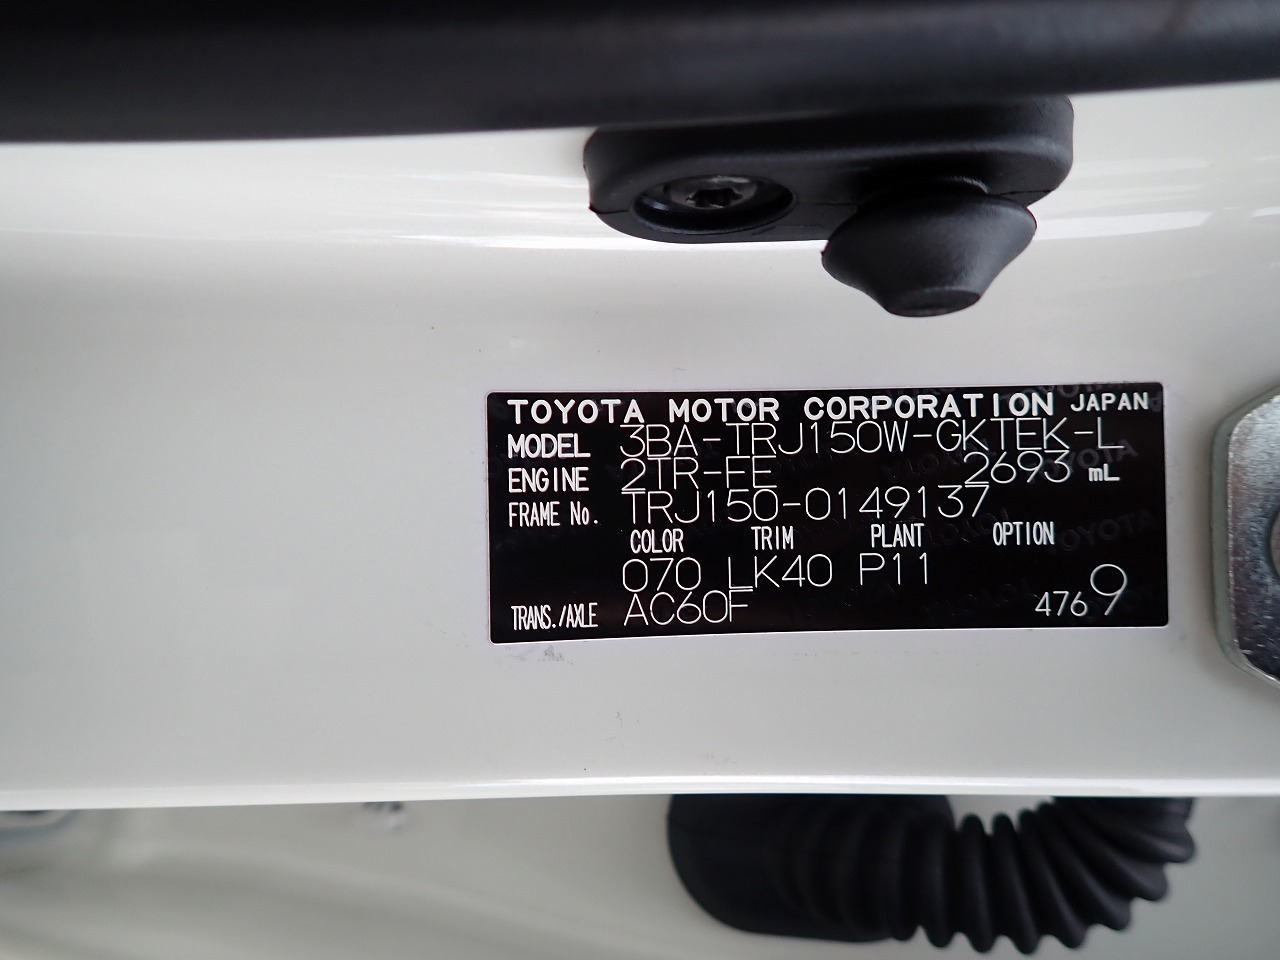 TOYOTA MOTOR CORPORATION JAPAN
MODEL 3BA-TRJ150W-GKTEK-L
ENGINE 2TR-FE 2693 mL
FRAME No. TRJ150-0149137
COLOR TRIM PLANT OPTION
070 LK40 P11
TRANS./AXLE AC60F 4769